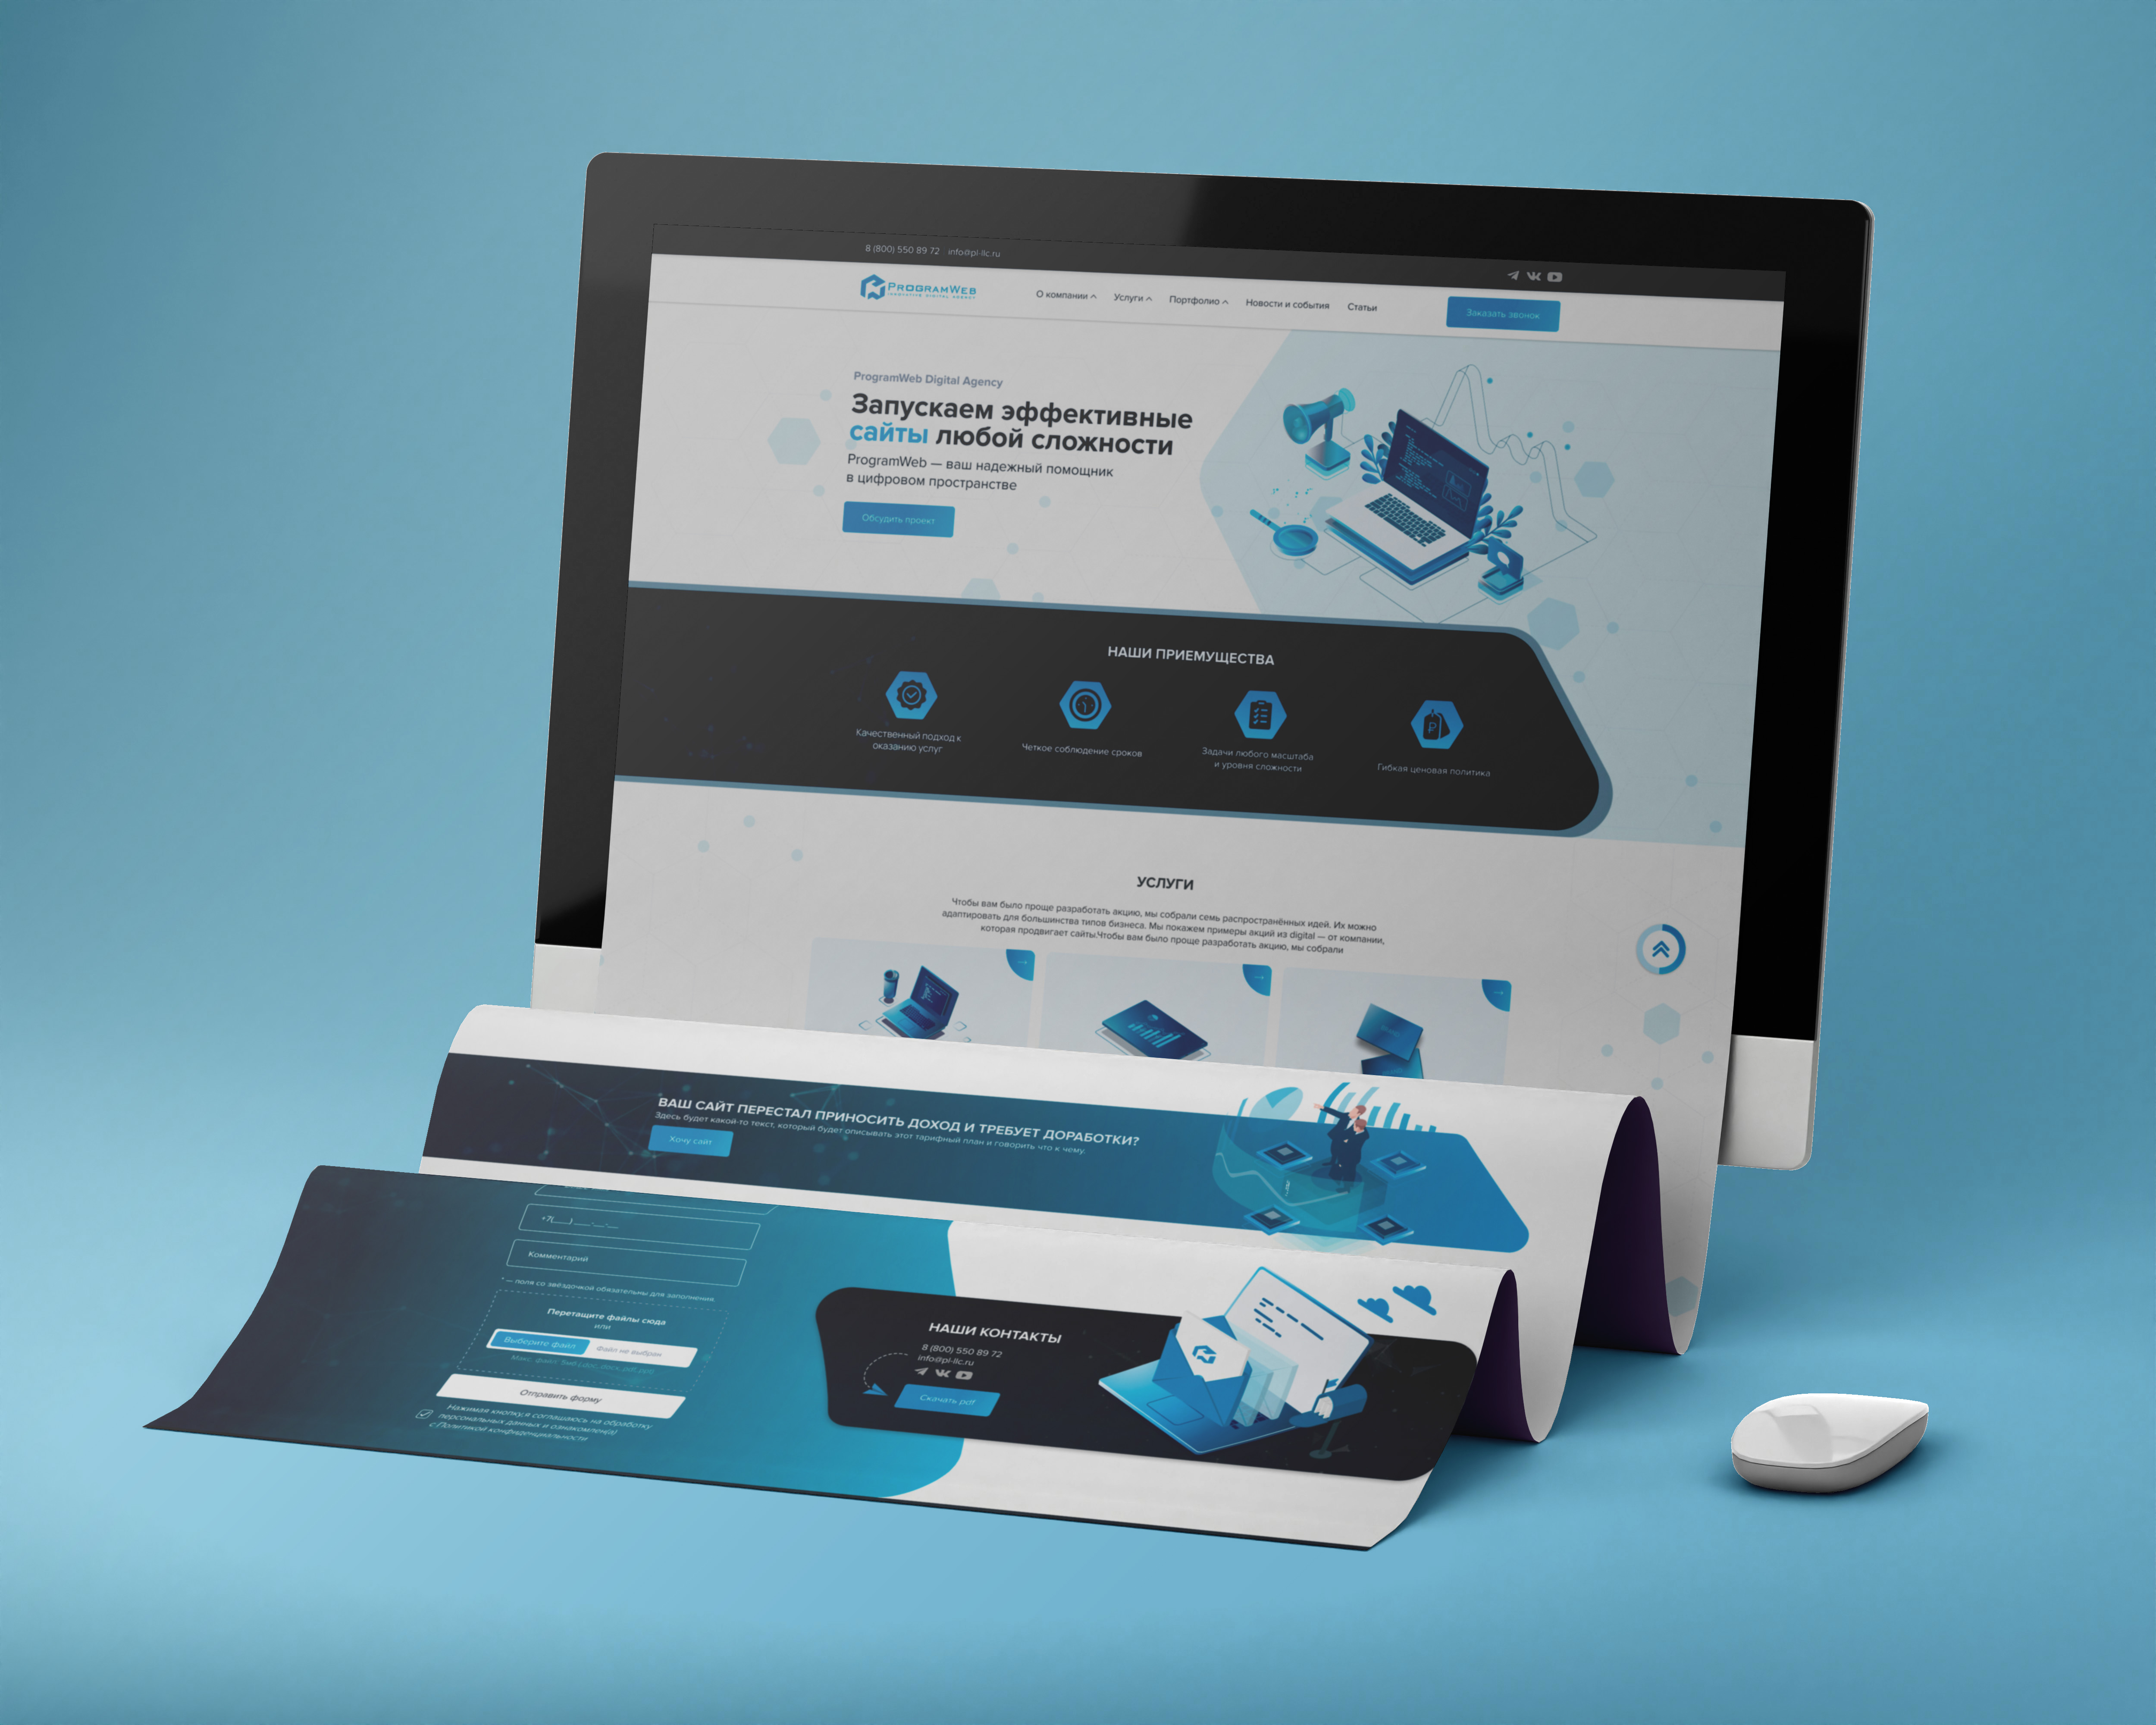 8 (800) 550 89 72 info@pl-llc.ru
PROGRAMWEB
INNOVATIVE DIGITAL AGENCY
О компании Услуги Портфолио Новости и события Статьи
Заказать звонок
ProgramWeb Digital Agency
Запускаем эффективные
сайты любой сложности
ProgramWeb — ваш надежный помощник
в цифровом пространстве
Обсудить проект
НАШИ ПРИЕМУЩЕСТВА
Качественный подход к
оказанию услуг
Четкое соблюдение сроков
Задачи любого масштаба
и уровня сложности
Гибкая ценовая политика
УСЛУГИ
Чтобы вам было проще разработать акцию, мы собрали семь распространённых идей. Их можно
адаптировать для большинства типов бизнеса. Мы покажем примеры акций из digital — от компании,
которая продвигает сайты.Чтобы вам было проще разработать акцию, мы собрали
ВАШ САЙТ ПЕРЕСТАЛ ПРИНОСИТЬ ДОХОД И ТРЕБУЕТ ДОРАБОТКИ?
Здесь будет какой-то текст, который будет описывать этот тарифный план и говорить что к чему.
Хочу сайт
+7(___) ___-__-__
Комментарий
* — поля со звёздочкой обязательны для заполнения.
Перетащите файлы сюда
или
Выберите файл Файл не выбран
Отправить форму
Нажимая кнопку,я соглашаюсь на обработку
персональных данных и ознакомлен(а)
с Политикой конфиденциальности
НАШИ КОНТАКТЫ
8 (800) 550 89 72
info@pl-llc.ru
Скачать pdf